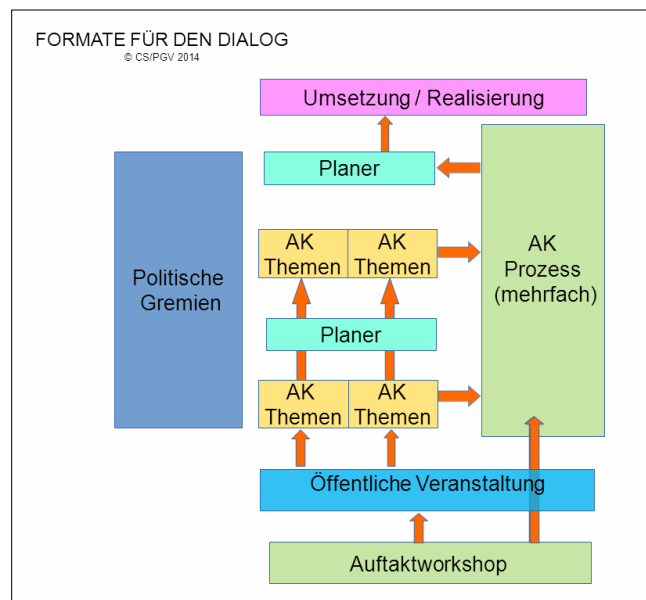 FORMATE FÜR DEN DIALOG
© CS/PGV 2014
Umsetzung / Realisierung
Planer
AK
Themen
AK
Themen
AK
Prozess
(mehrfach)
Politische
Gremien
Planer
AK
Themen
AK
Themen
Öffentliche Veranstaltung
Auftaktworkshop